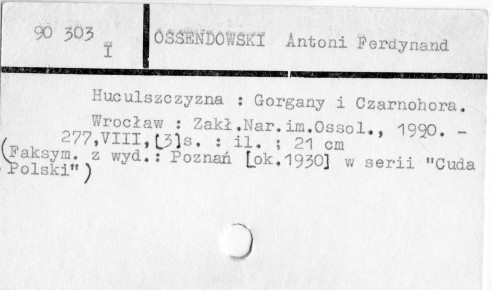 90 303
I
OSSENDOWSKI Antoni Ferdynand
Huculszczyzna : Gorgany i Czarnohora.
Wrocław : Zakł.Nar.im.Ossol., 1990. -
277,VIII,[3]s. : il. ; 21 cm
(Faksym. z wyd.: Poznań [ok.1930] w serii "Cuda
Polski")